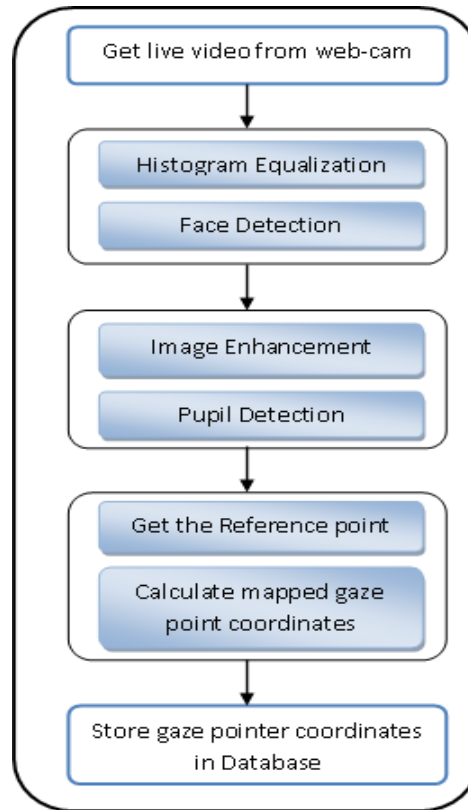 Get live video from web-cam
Histogram Equalization
Face Detection
Image Enhancement
Pupil Detection
Get the Reference point
Calculate mapped gaze
point coordinates
Store gaze pointer coordinates
in Database